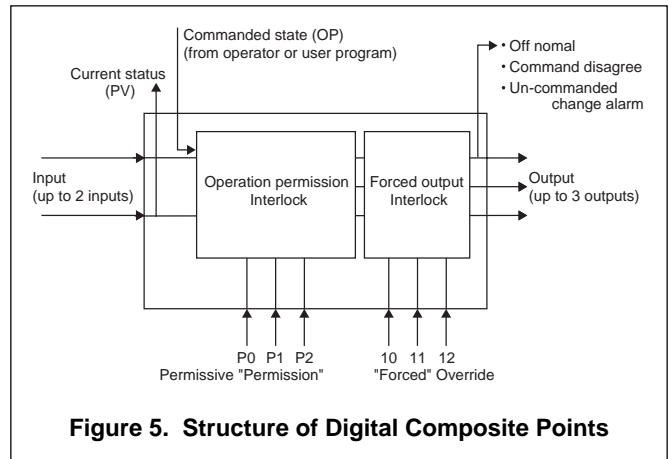 Commanded state (OP)
(from operator or user program)
Current status
(PV)
• Off nomal
• Command disagree
• Un-commanded
change alarm
Input
(up to 2 inputs)
Operation permission
Interlock
Forced output
Interlock
Output
(up to 3 outputs)
P0 P1 P2
Permissive "Permission"
10 11 12
"Forced" Override
Figure 5. Structure of Digital Composite Points